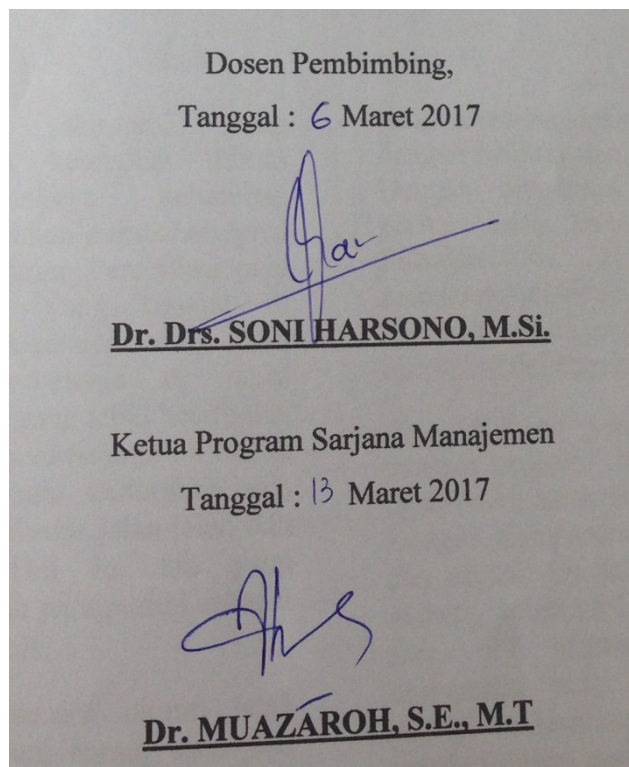 Dosen Pembimbing,
Tanggal : 6 Maret 2017
Dr. Drs. SONI HARSONO, M.Si.
Ketua Program Sarjana Manajemen
Tanggal : 13 Maret 2017
Dr. MUAZAROH, S.E., M.T